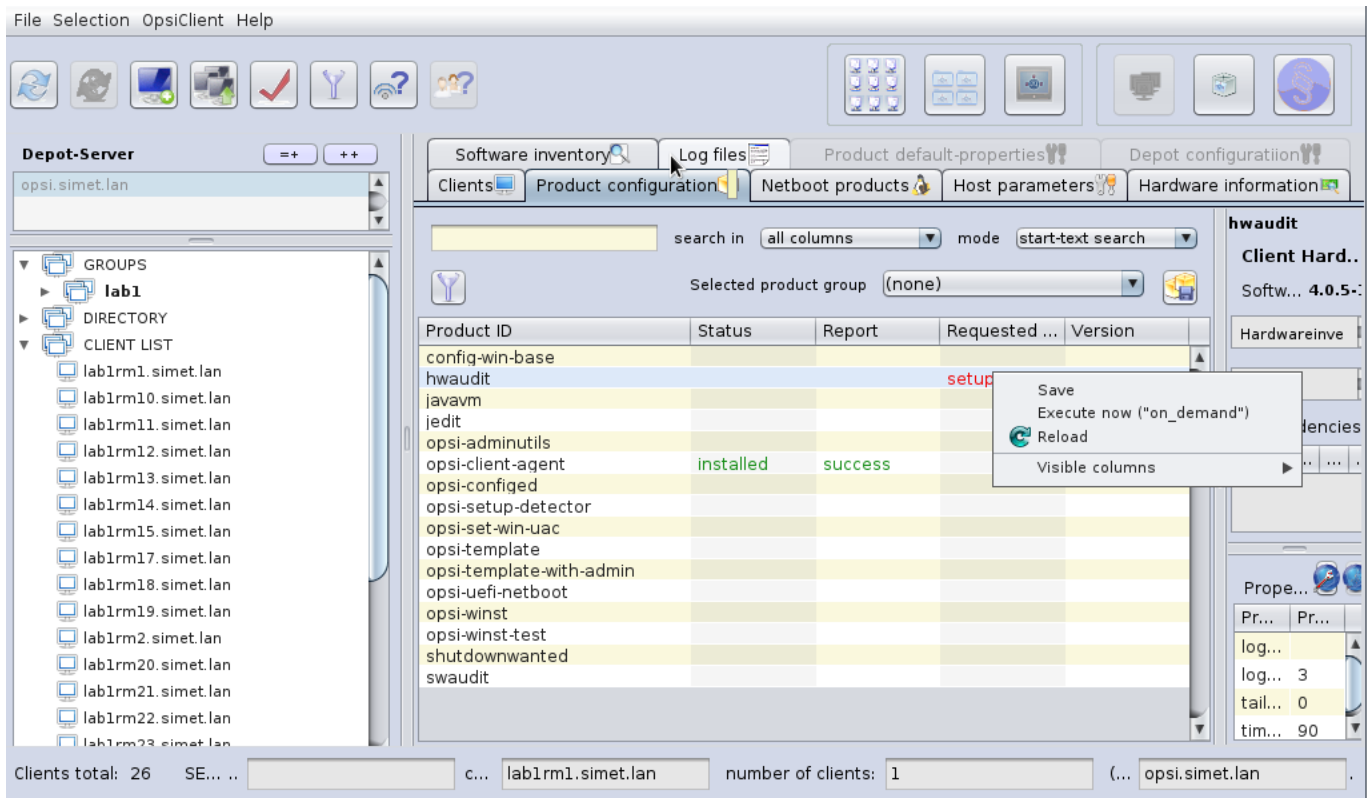 File Selection OpsiClient Help
Depot-Server =+ ++
opsi.simet.lan
GROUPS
lab1
DIRECTORY
CLIENT LIST
lab1rm1.simet.lan
lab1rm10.simet.lan
lab1rm11.simet.lan
lab1rm12.simet.lan
lab1rm13.simet.lan
lab1rm14.simet.lan
lab1rm15.simet.lan
lab1rm17.simet.lan
lab1rm18.simet.lan
lab1rm19.simet.lan
lab1rm2.simet.lan
lab1rm20.simet.lan
lab1rm21.simet.lan
lab1rm22.simet.lan
lab1rm23.simet.lan
Software inventory Log files Product default-properties Depot configuratiion
Clients Product configuration Netboot products Host parameters Hardware information
search in all columns mode start-text search
Selected product group (none)
Product ID Status Report Requested ... Version
config-win-base
hwaudit setup
javavm
jedit
opsi-adminutils
opsi-client-agent installed success
opsi-configed
opsi-setup-detector
opsi-set-win-uac
opsi-template
opsi-template-with-admin
opsi-uefi-netboot
opsi-winst
opsi-winst-test
shutdownwanted
swaudit
Save
Execute now ("on_demand")
Reload
Visible columns
hwaudit
Client Hard..
Softw... 4.0.5-
Hardwareinve
dencies
.. ... .
Prope...
Pr... Pr...
log...
log... 3
tail... 0
tim... 90
Clients total: 26 SE... .. c... lab1rm1.simet.lan number of clients: 1 (... opsi.simet.lan .